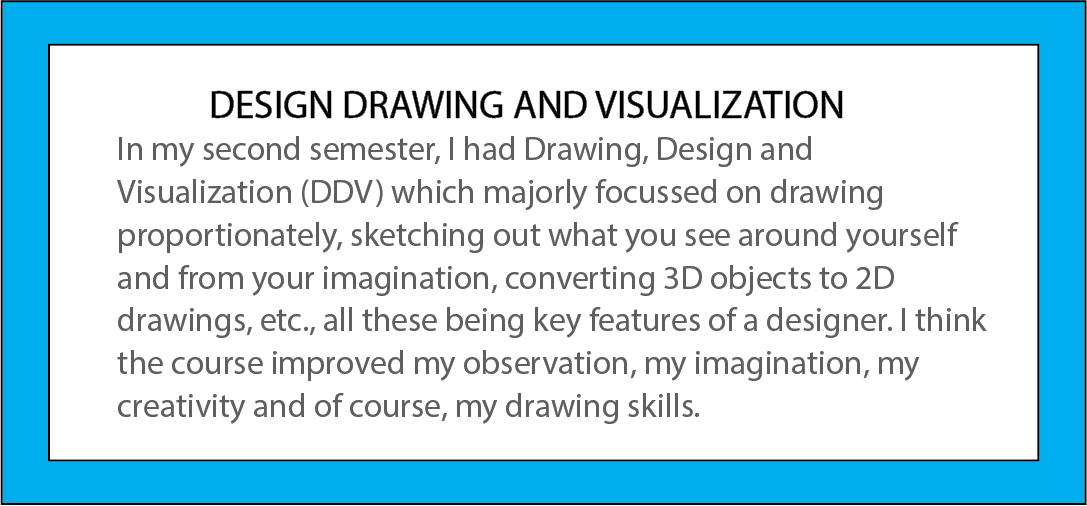 DESIGN DRAWING AND VISUALIZATION
In my second semester, I had Drawing, Design and
Visualization (DDV) which majorly focussed on drawing
proportionately, sketching out what you see around yourself
and from your imagination, converting 3D objects to 2D
drawings, etc., all these being key features of a designer. I think
the course improved my observation, my imagination, my
creativity and of course, my drawing skills.